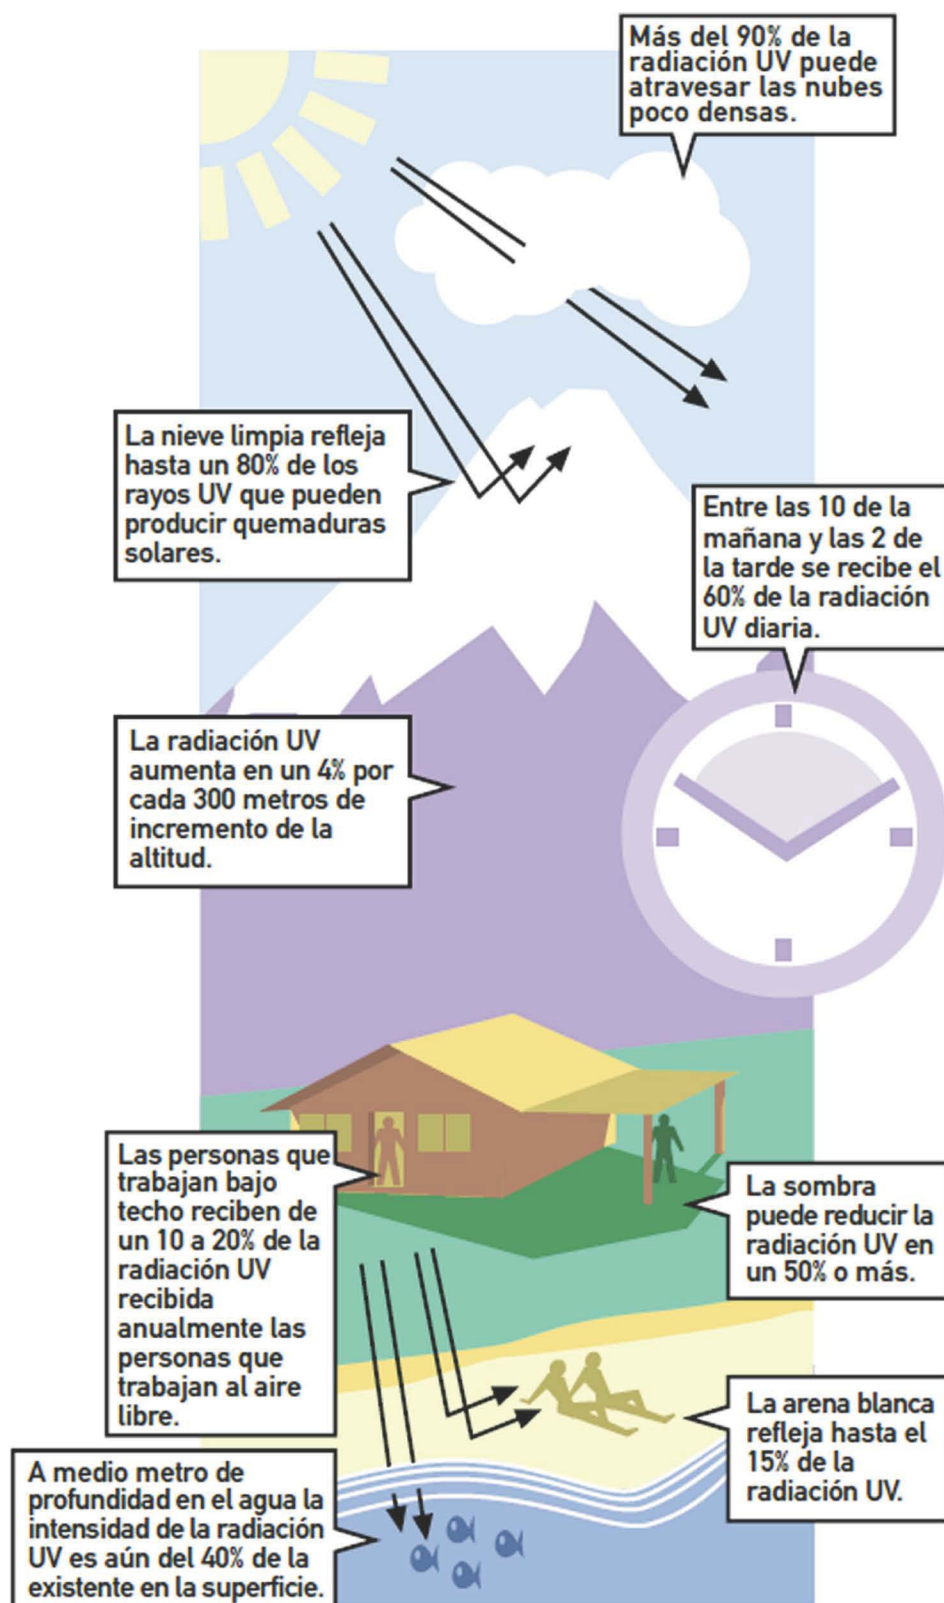 Más del 90% de la
radiación UV puede
atravesar las nubes
poco densas.
La nieve limpia refleja
hasta un 80% de los
rayos UV que pueden
producir quemaduras
solares.
Entre las 10 de la
mañana y las 2 de
la tarde se recibe el
60% de la radiación
UV diaria.
La radiación UV
aumenta en un 4% por
cada 300 metros de
incremento de la
altitud.
Las personas que
trabajan bajo
techo reciben de
un 10 a 20% de la
radiación UV
recibida
anualmente las
personas que
trabajan al aire
libre.
La sombra
puede reducir la
radiación UV en
un 50% o más.
La arena blanca
refleja hasta el
15% de la
radiación UV.
A medio metro de
profundidad en el agua la
intensidad de la radiación
UV es aún del 40% de la
existente en la superficie.